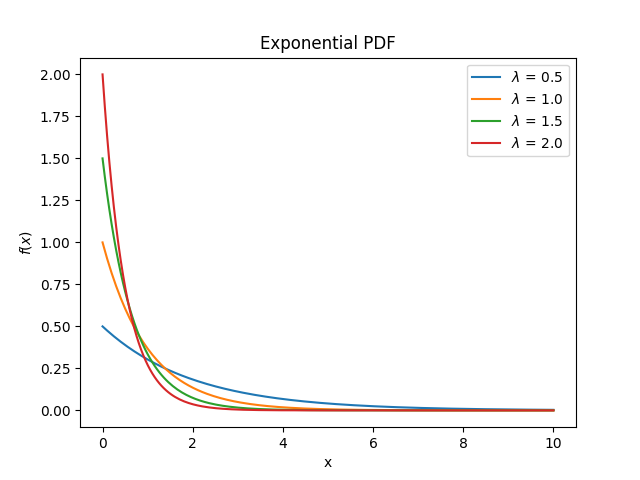 Exponential PDF
λ = 0.5
λ = 1.0
λ = 1.5
λ = 2.0
2.00
1.75
1.50
1.25
1.00
0.75
0.50
0.25
0.00
f(x)
0 2 4 6 8 10
x